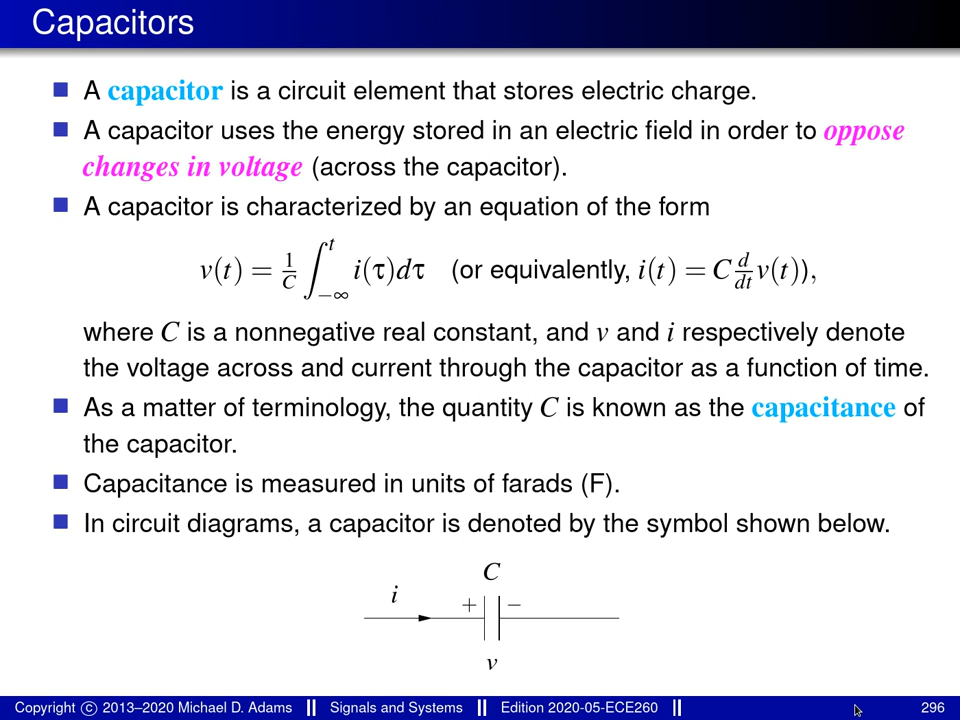 Capacitors
A capacitor is a circuit element that stores electric charge.
A capacitor uses the energy stored in an electric field in order to oppose
changes in voltage (across the capacitor).
A capacitor is characterized by an equation of the form
v(t) = 1/C ∫_{−∞}^{t} i(τ)dτ (or equivalently, i(t) = C d/dt v(t)),
where C is a nonnegative real constant, and v and i respectively denote
the voltage across and current through the capacitor as a function of time.
As a matter of terminology, the quantity C is known as the capacitance of
the capacitor.
Capacitance is measured in units of farads (F).
In circuit diagrams, a capacitor is denoted by the symbol shown below.
C
i
+ −
v
Copyright © 2013–2020 Michael D. Adams Signals and Systems Edition 2020-05-ECE260 296